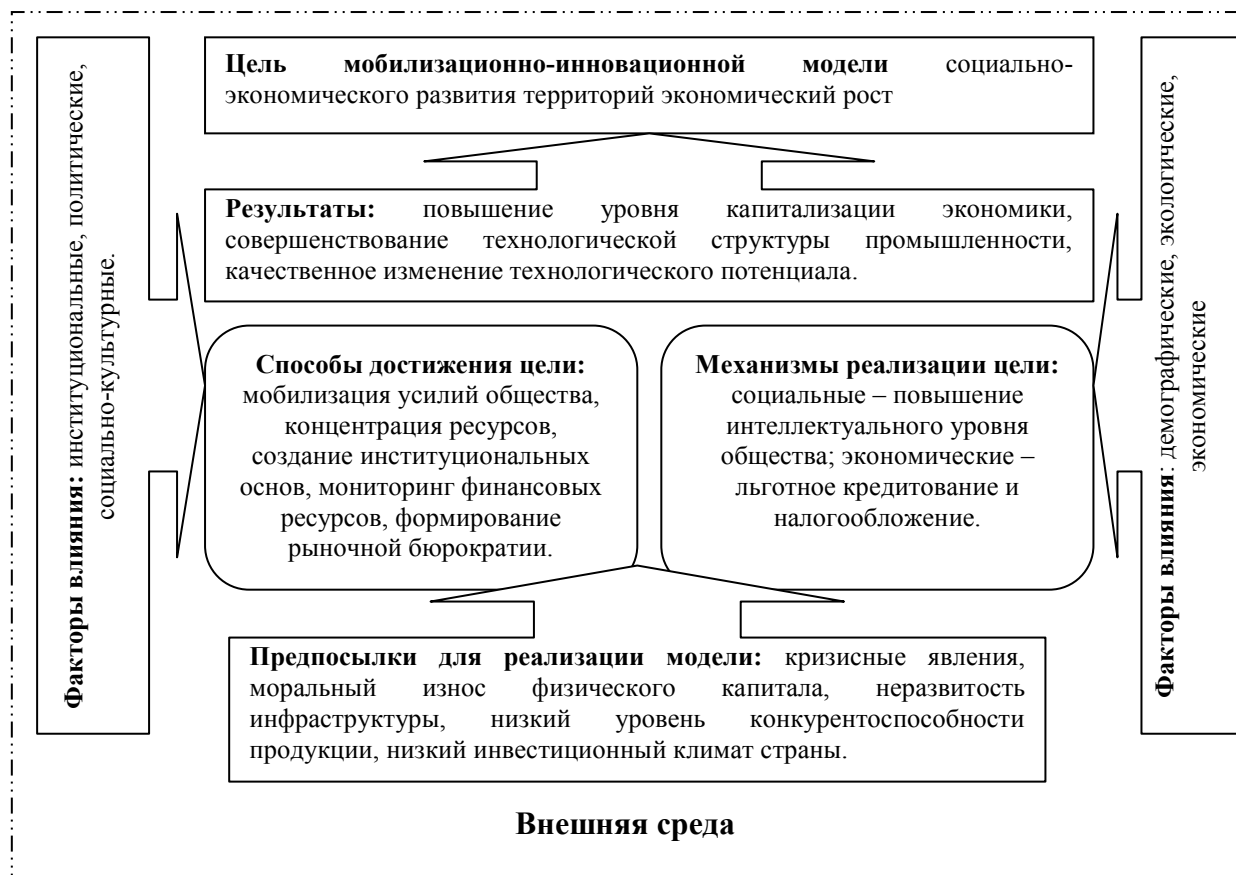 Цель мобилизационно-инновационной модели социально-
экономического развития территорий экономический рост
Результаты: повышение уровня капитализации экономики,
совершенствование технологической структуры промышленности,
качественное изменение технологического потенциала.
Факторы влияния: институциональные, политические,
социально-культурные.
Способы достижения цели:
мобилизация усилий общества,
концентрация ресурсов,
создание институциональных
основ, мониторинг финансовых
ресурсов, формирование
рыночной бюрократии.
Механизмы реализации цели:
социальные – повышение
интеллектуального уровня
общества; экономические –
льготное кредитование и
налогообложение.
Факторы влияния: демографические, экологические,
экономические
Предпосылки для реализации модели: кризисные явления,
моральный износ физического капитала, неразвитость
инфраструктуры, низкий уровень конкурентоспособности
продукции, низкий инвестиционный климат страны.
Внешняя среда